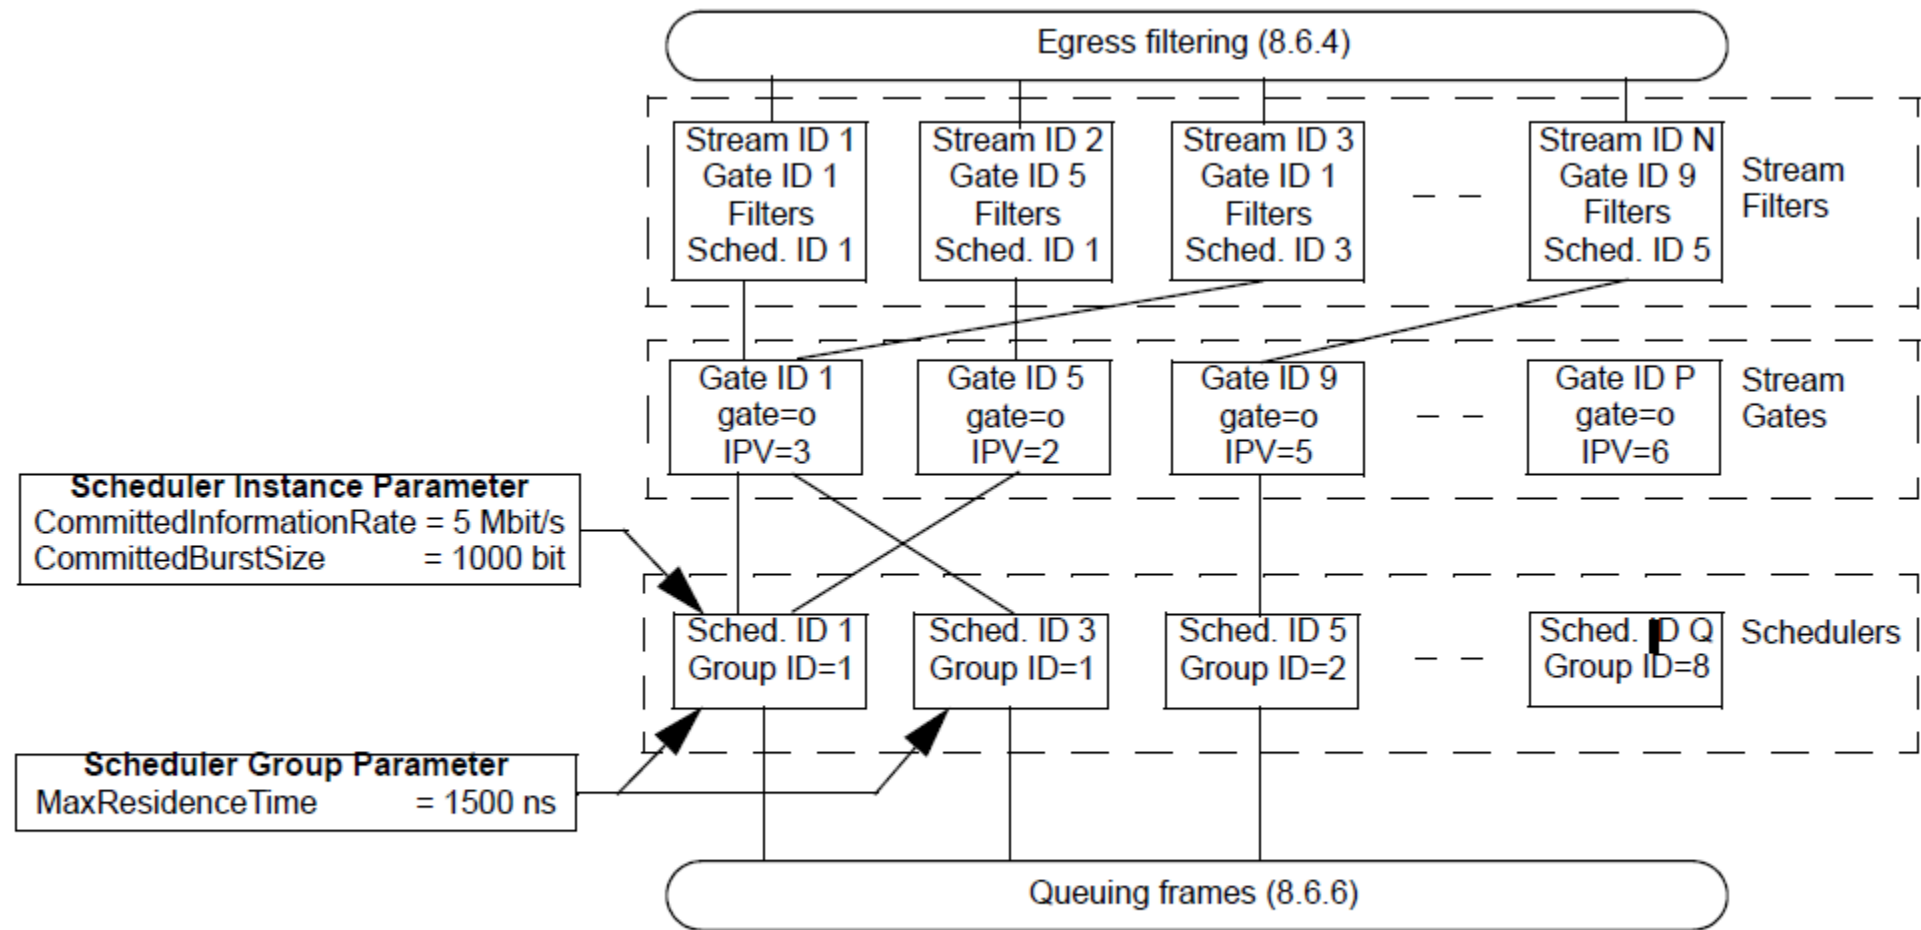 Egress filtering (8.6.4)
Stream ID 1
Gate ID 1
Filters
Sched. ID 1
Stream ID 2
Gate ID 5
Filters
Sched. ID 1
Stream ID 3
Gate ID 1
Filters
Sched. ID 3
Stream ID N
Gate ID 9
Filters
Sched. ID 5
Stream
Filters
Gate ID 1
gate=o
IPV=3
Gate ID 5
gate=o
IPV=2
Gate ID 9
gate=o
IPV=5
Gate ID P
gate=o
IPV=6
Stream
Gates
Scheduler Instance Parameter
CommittedInformationRate = 5 Mbit/s
CommittedBurstSize = 1000 bit
Sched. ID 1
Group ID=1
Sched. ID 3
Group ID=1
Sched. ID 5
Group ID=2
Sched. ID Q
Group ID=8
Schedulers
Scheduler Group Parameter
MaxResidenceTime = 1500 ns
Queuing frames (8.6.6)